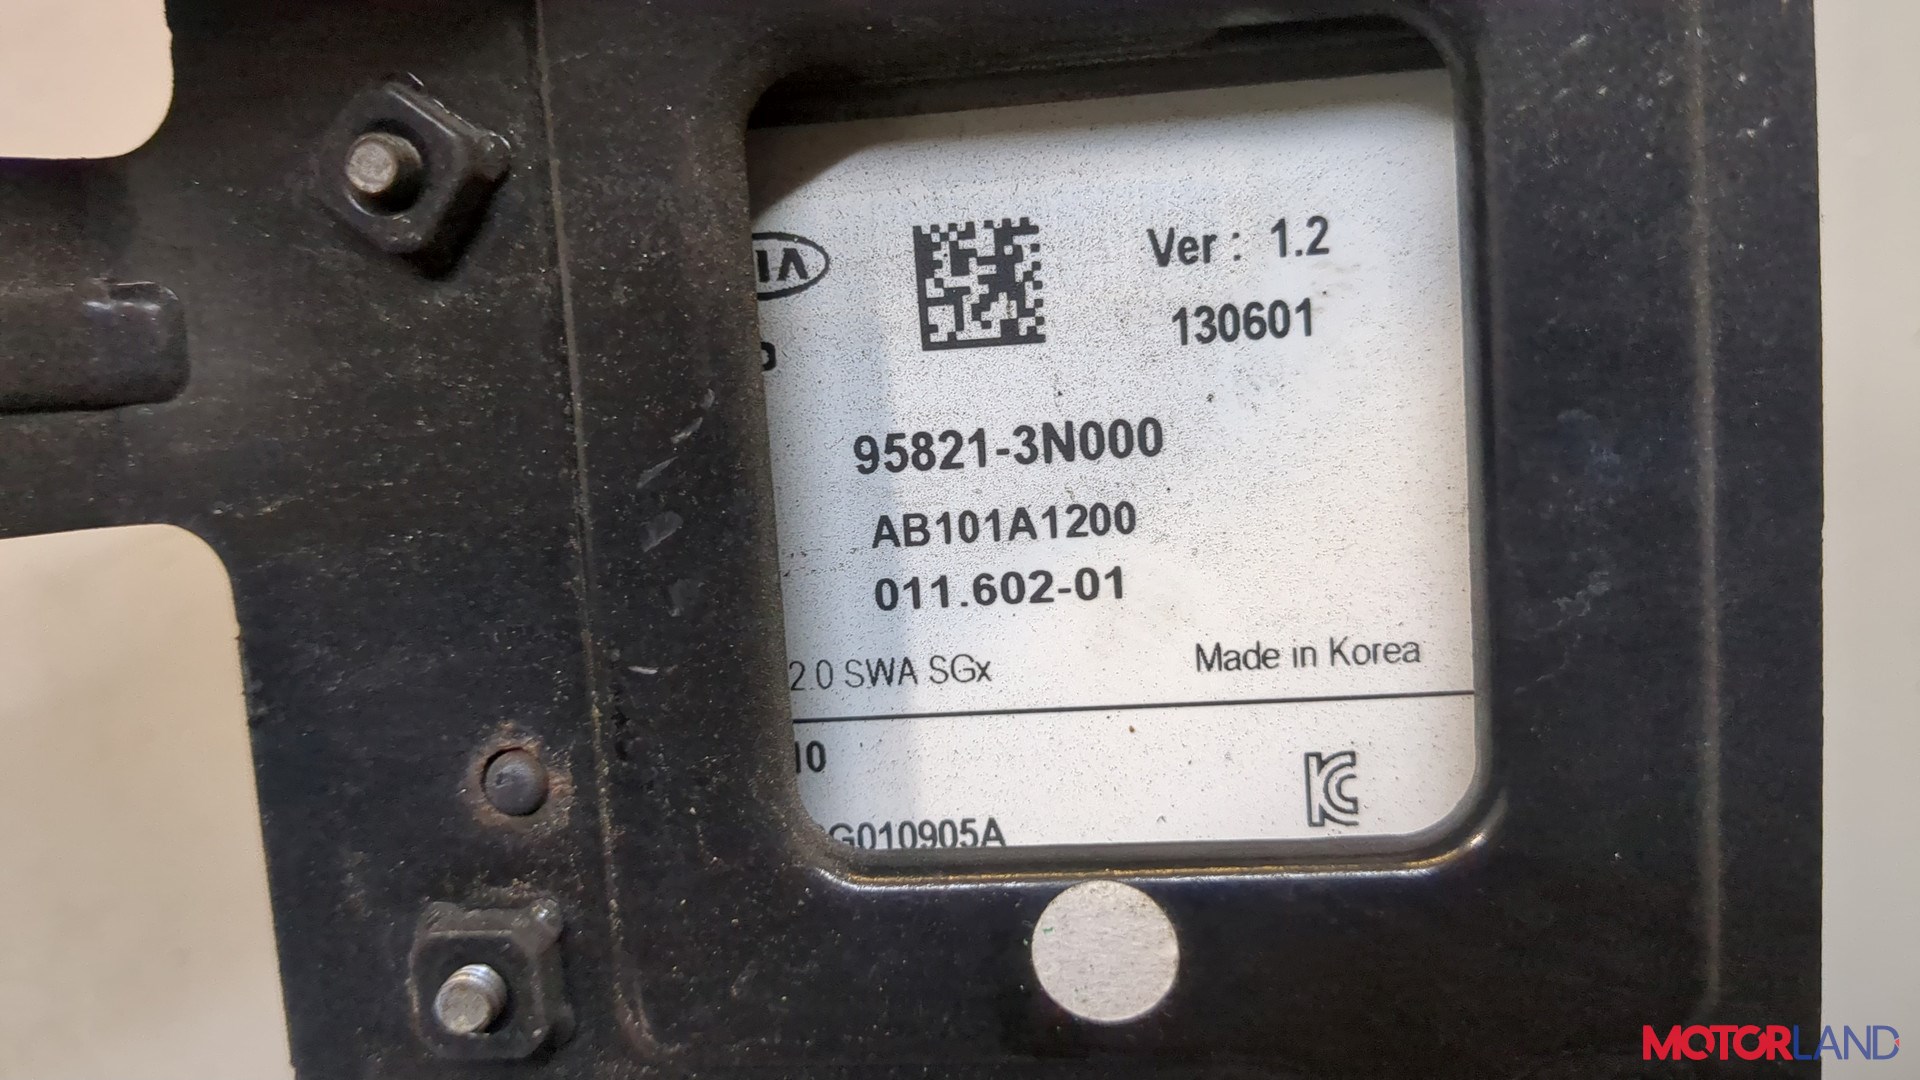 Ver : 1.2
130601
95821-3N000
AB101A1200
011.602-01
2.0 SWA SGx
Made in Korea
G010905A
MOTORLAND